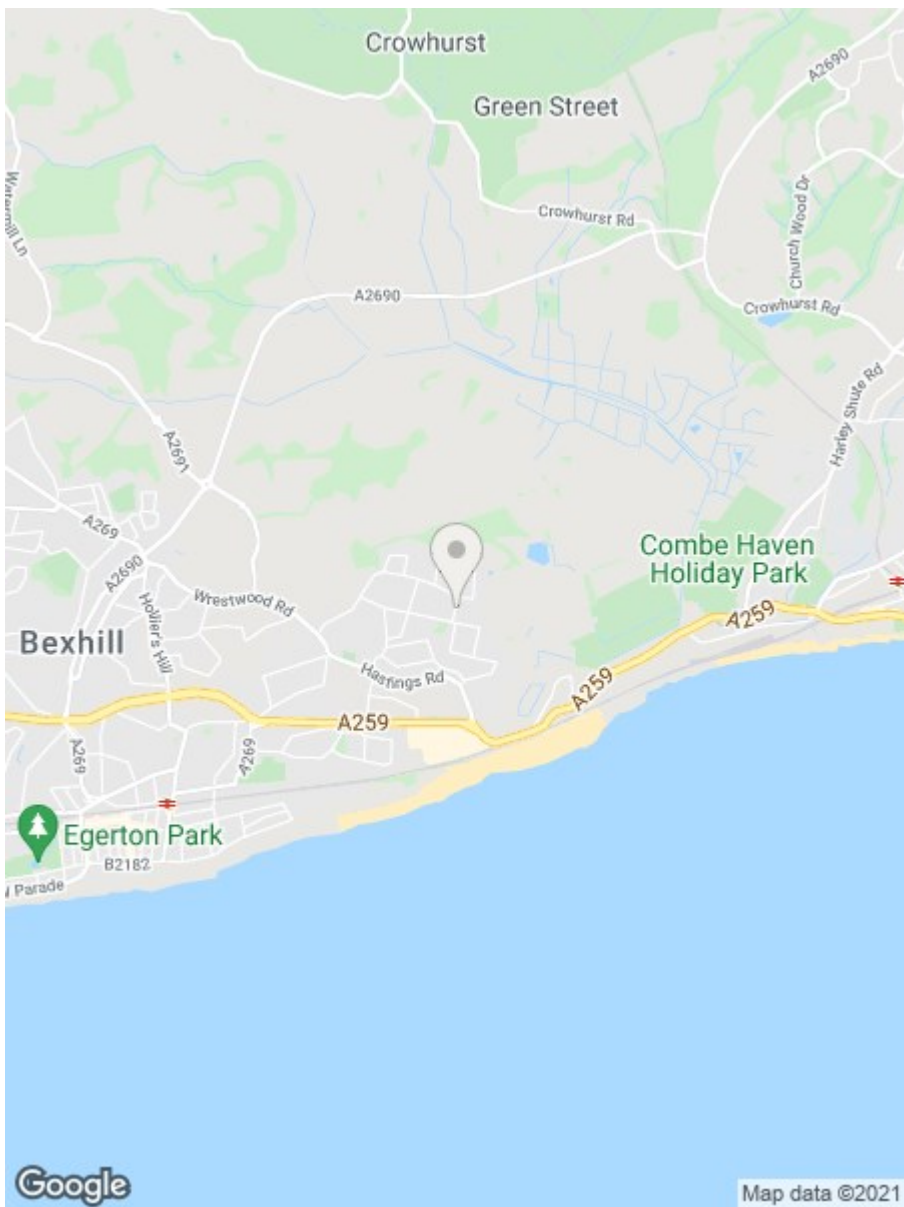 Crowhurst
A2690
Green Street
Watermill Ln
Crowhurst Rd
Church Wood Dr
A2690
Crowhurst Rd
Harley Shute Rd
A2691
A269
A2690
Combe Haven
Holiday Park
Wrestwood Rd
Hollier's Hill
Bexhill
A259
Hastings Rd
A259
A259
A269
A269
Egerton Park
B2182
Parade
Google
Map data ©2021